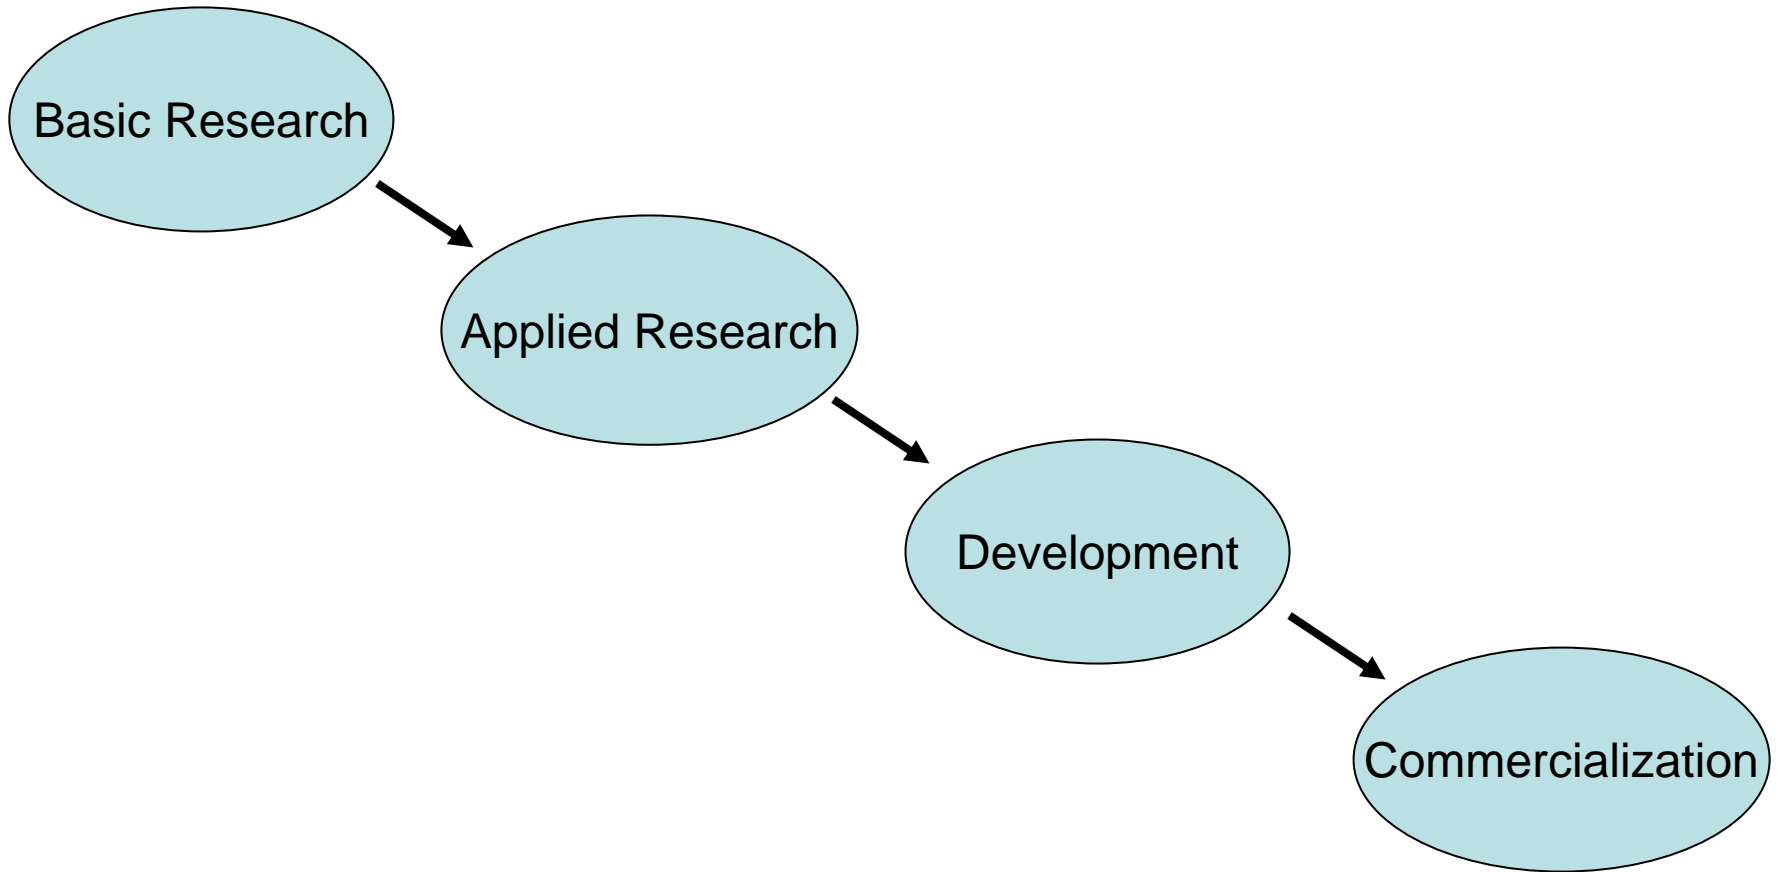 Basic Research
Applied Research
Development
Commercialization